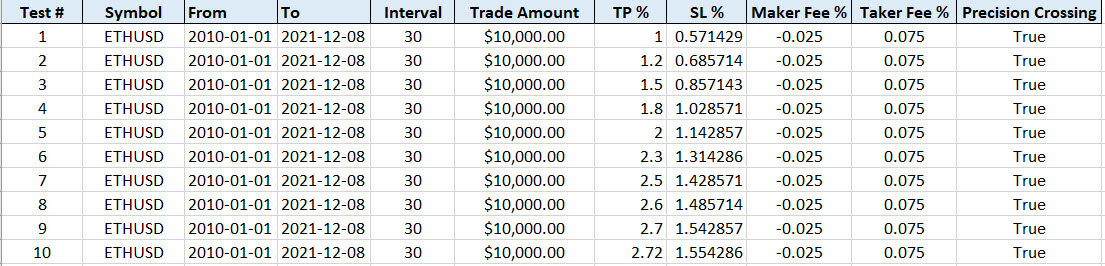 Test # Symbol From To Interval Trade Amount TP % SL % Maker Fee % Taker Fee % Precision Crossing
1 ETHUSD 2010-01-01 2021-12-08 30 $10,000.00 1 0.571429 -0.025 0.075 True
2 ETHUSD 2010-01-01 2021-12-08 30 $10,000.00 1.2 0.685714 -0.025 0.075 True
3 ETHUSD 2010-01-01 2021-12-08 30 $10,000.00 1.5 0.857143 -0.025 0.075 True
4 ETHUSD 2010-01-01 2021-12-08 30 $10,000.00 1.8 1.028571 -0.025 0.075 True
5 ETHUSD 2010-01-01 2021-12-08 30 $10,000.00 2 1.142857 -0.025 0.075 True
6 ETHUSD 2010-01-01 2021-12-08 30 $10,000.00 2.3 1.314286 -0.025 0.075 True
7 ETHUSD 2010-01-01 2021-12-08 30 $10,000.00 2.5 1.428571 -0.025 0.075 True
8 ETHUSD 2010-01-01 2021-12-08 30 $10,000.00 2.6 1.485714 -0.025 0.075 True
9 ETHUSD 2010-01-01 2021-12-08 30 $10,000.00 2.7 1.542857 -0.025 0.075 True
10 ETHUSD 2010-01-01 2021-12-08 30 $10,000.00 2.72 1.554286 -0.025 0.075 True